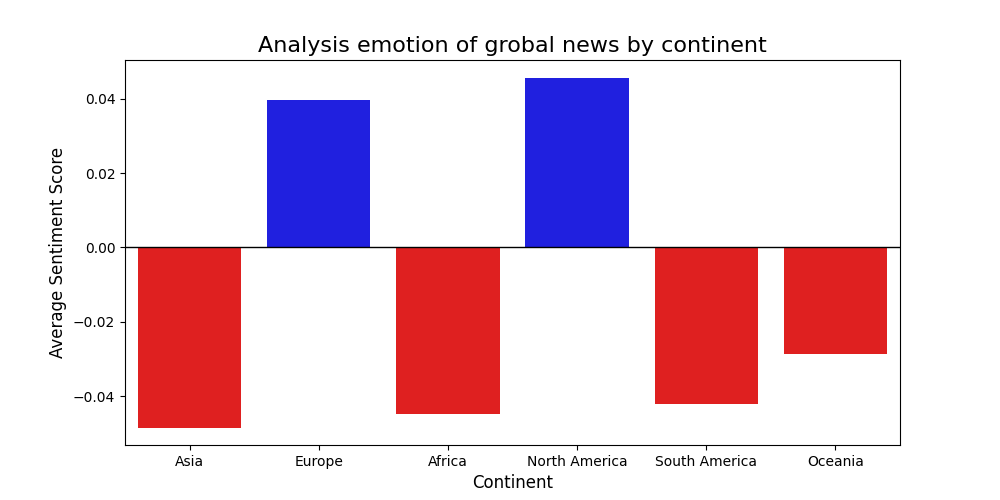 Analysis emotion of grobal news by continent
Average Sentiment Score
0.04
0.02
0.00
−0.02
−0.04
Asia Europe Africa North America South America Oceania
Continent